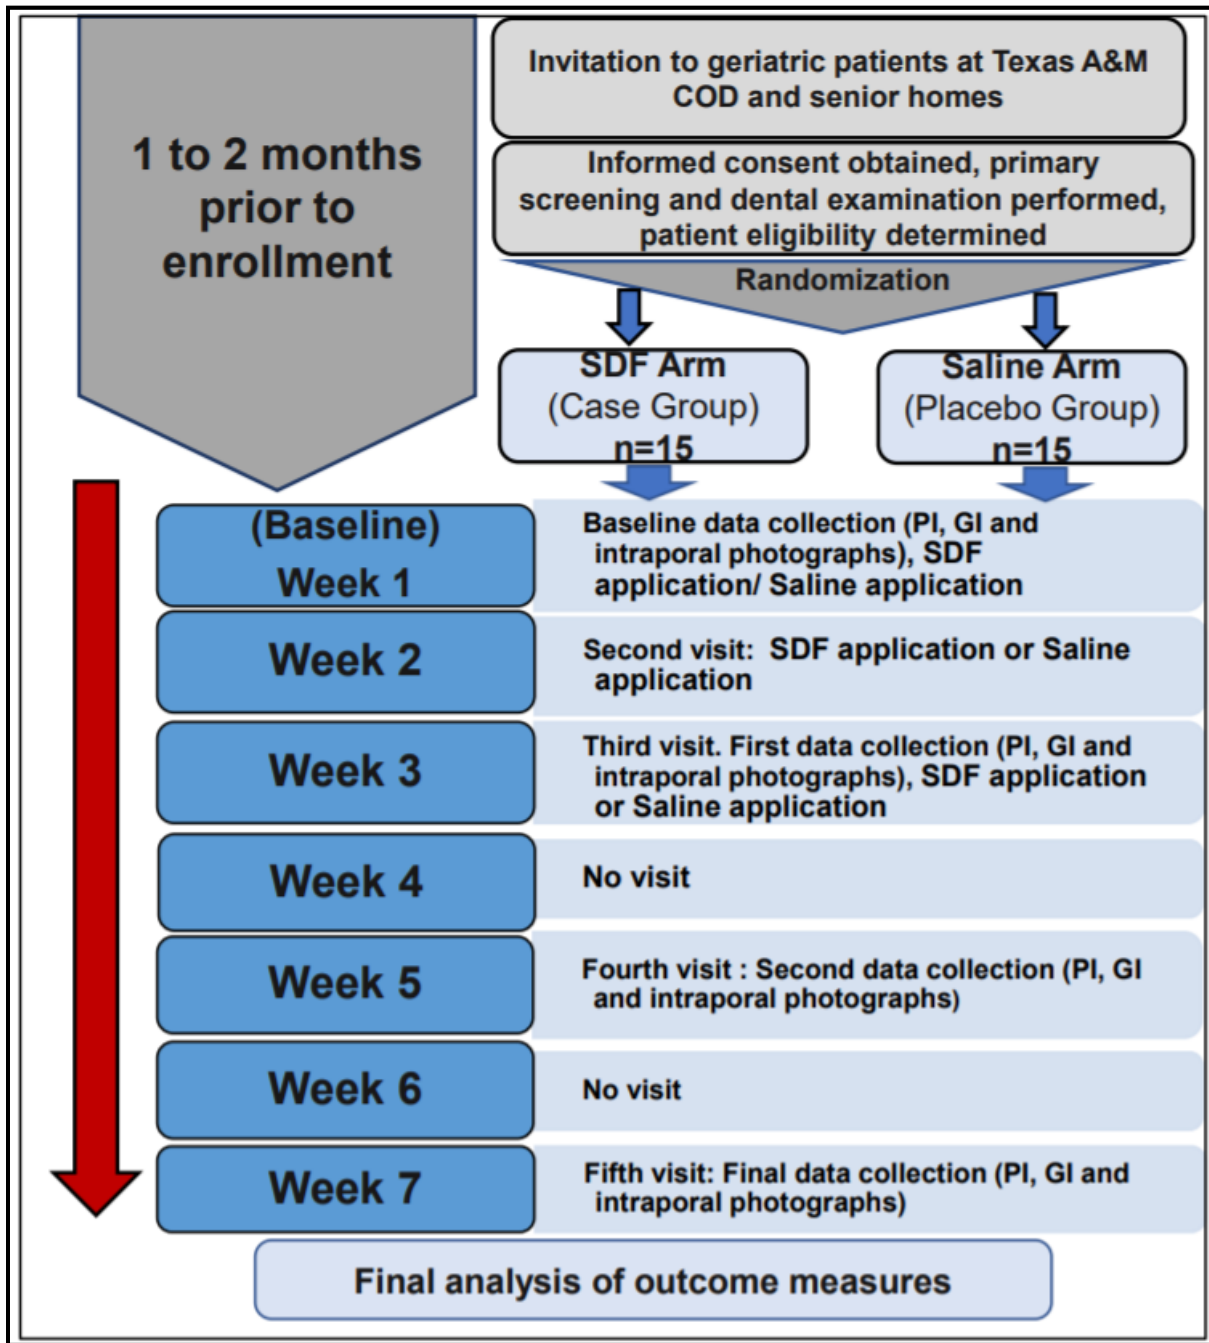 1 to 2 months
prior to
enrollment
Invitation to geriatric patients at Texas A&M
COD and senior homes
Informed consent obtained, primary
screening and dental examination performed,
patient eligibility determined
Randomization
SDF Arm
(Case Group)
n=15
Saline Arm
(Placebo Group)
n=15
(Baseline)
Week 1
Baseline data collection (PI, GI and
intraporal photographs), SDF
application/ Saline application
Week 2
Second visit: SDF application or Saline
application
Week 3
Third visit. First data collection (PI, GI and
intraporal photographs), SDF application
or Saline application
Week 4
No visit
Week 5
Fourth visit : Second data collection (PI, GI
and intraporal photographs)
Week 6
No visit
Week 7
Fifth visit: Final data collection (PI, GI and
intraporal photographs)
Final analysis of outcome measures